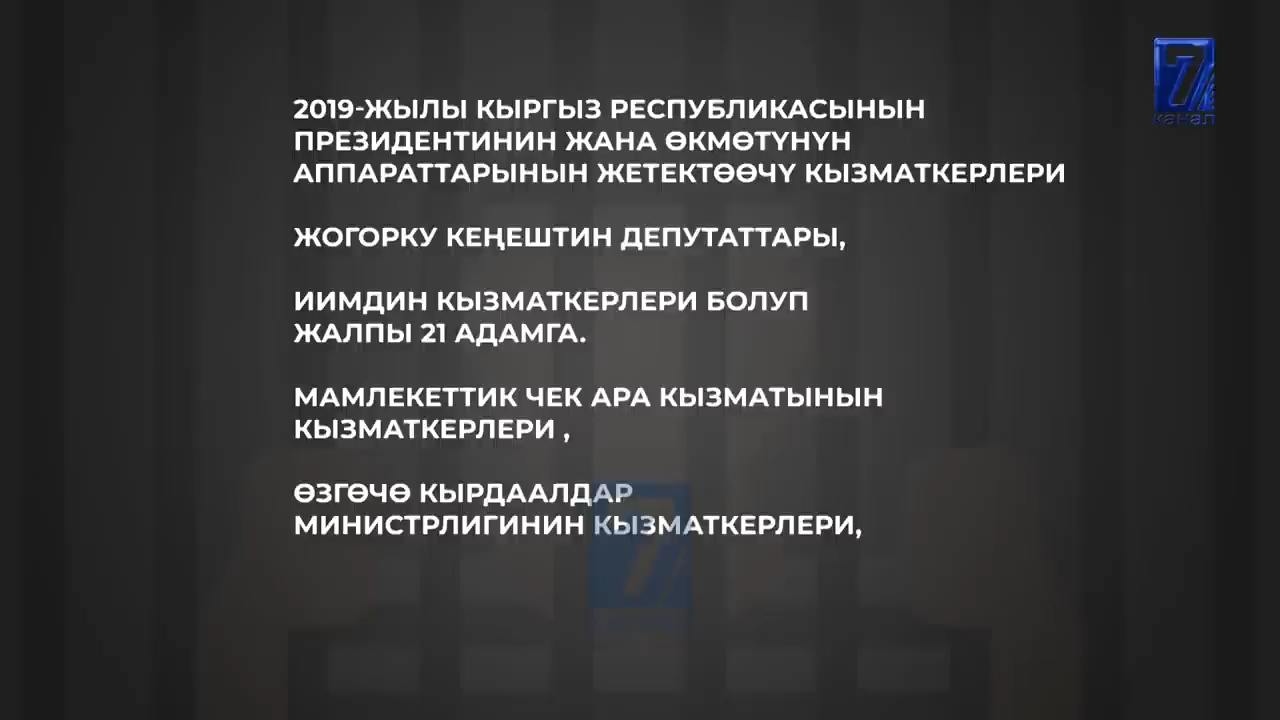 7
канал
2019-ЖЫЛЫ КЫРГЫЗ РЕСПУБЛИКАСЫНЫН
ПРЕЗИДЕНТИНИН ЖАНА ӨКМӨТҮНҮН
АППАРАТТАРЫНЫН ЖЕТЕКТӨӨЧҮ КЫЗМАТКЕРЛЕРИ
ЖОГОРКУ КЕҢЕШТИН ДЕПУТАТТАРЫ,
ИИМДИН КЫЗМАТКЕРЛЕРИ БОЛУП
ЖАЛПЫ 21 АДАМГА.
МАМЛЕКЕТТИК ЧЕК АРА КЫЗМАТЫНЫН
КЫЗМАТКЕРЛЕРИ ,
ӨЗГӨЧӨ КЫРДААЛДАР
МИНИСТРЛИГИНИН КЫЗМАТКЕРЛЕРИ,
7